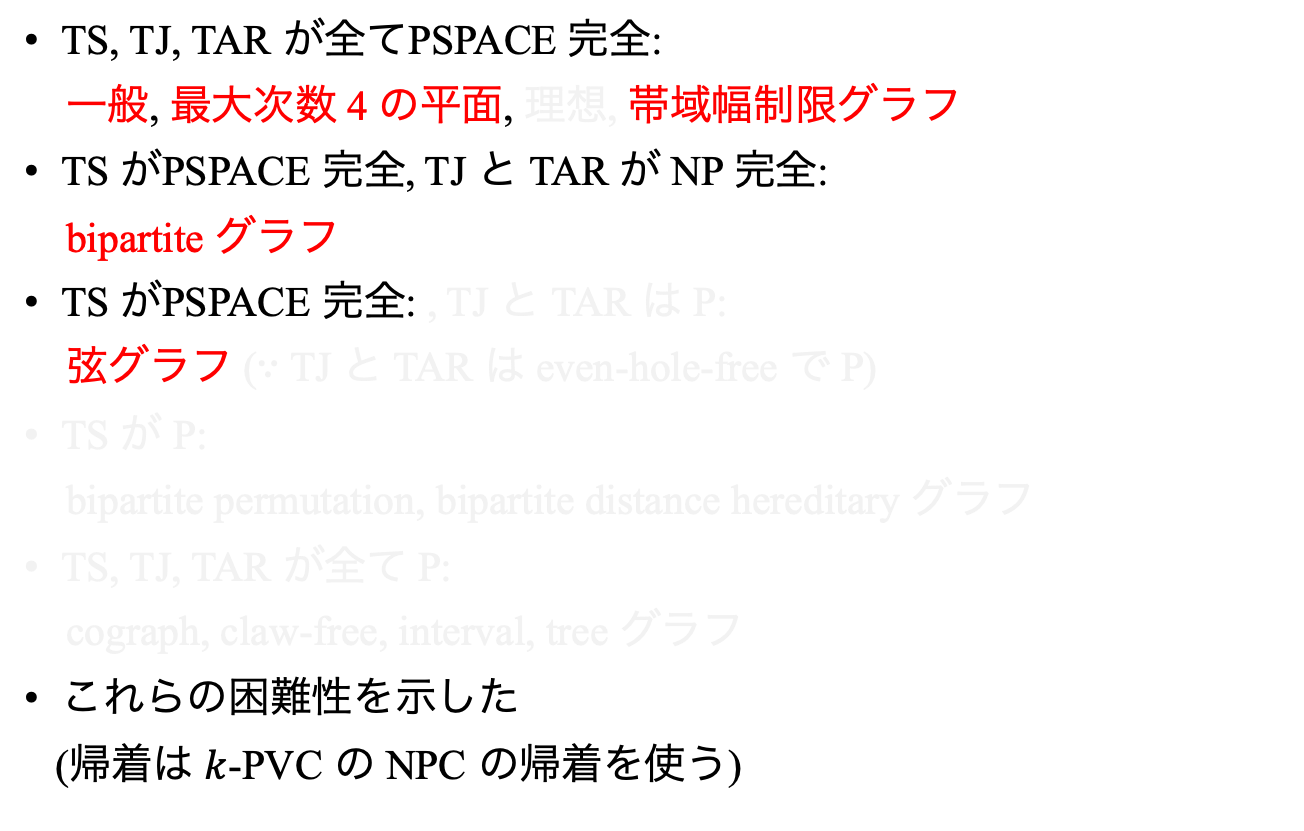 • TS, TJ, TAR が全てPSPACE 完全:
一般, 最大次数 4 の平面, 理想, 帯域幅制限グラフ
• TS がPSPACE 完全, TJ と TAR が NP 完全:
bipartite グラフ
• TS がPSPACE 完全: , TJ と TAR は P:
弦グラフ (∵ TJ と TAR は even-hole-free で P)
• TS が P:
bipartite permutation, bipartite distance hereditary グラフ
• TS, TJ, TAR が全て P:
cograph, claw-free, interval, tree グラフ
• これらの困難性を示した
(帰着は k-PVC の NPC の帰着を使う)